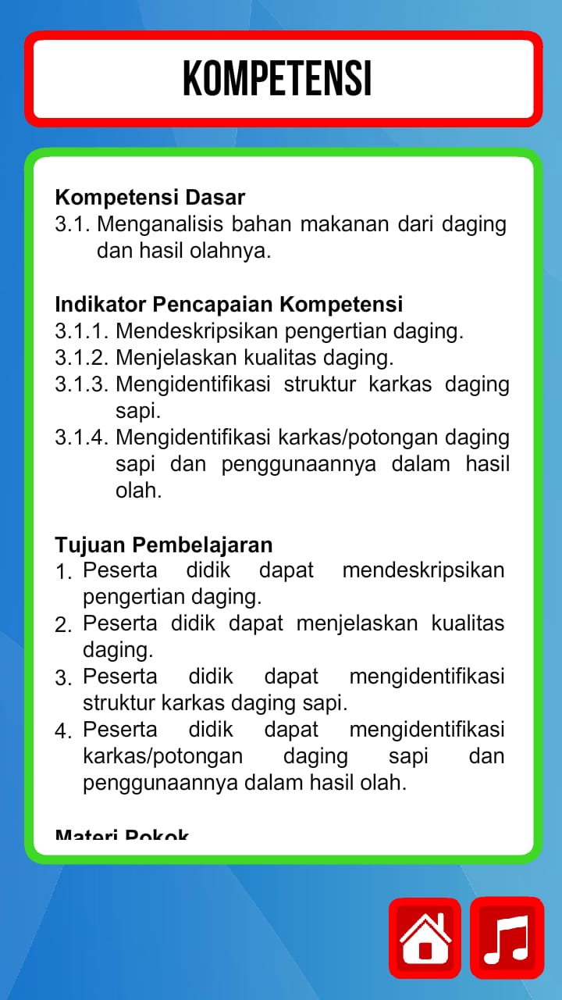 KOMPETENSI
Kompetensi Dasar
3.1. Menganalisis bahan makanan dari daging
dan hasil olahnya.
Indikator Pencapaian Kompetensi
3.1.1. Mendeskripsikan pengertian daging.
3.1.2. Menjelaskan kualitas daging.
3.1.3. Mengidentifikasi struktur karkas daging
sapi.
3.1.4. Mengidentifikasi karkas/potongan daging
sapi dan penggunaannya dalam hasil
olah.
Tujuan Pembelajaran
1. Peserta didik dapat mendeskripsikan
pengertian daging.
2. Peserta didik dapat menjelaskan kualitas
daging.
3. Peserta didik dapat mengidentifikasi
struktur karkas daging sapi.
4. Peserta didik dapat mengidentifikasi
karkas/potongan daging sapi dan
penggunaannya dalam hasil olah.
Materi Pokok